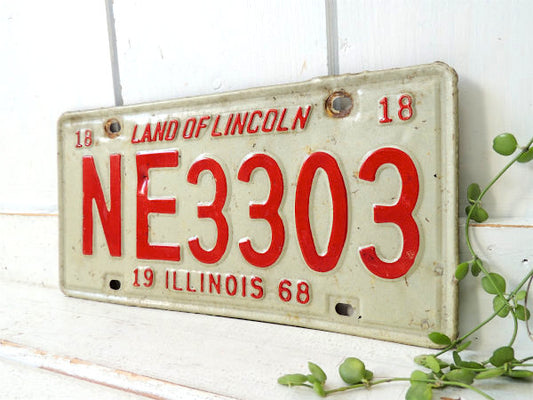 18 LAND OF LINCOLN 18
NE3303
19 ILLINOIS 68